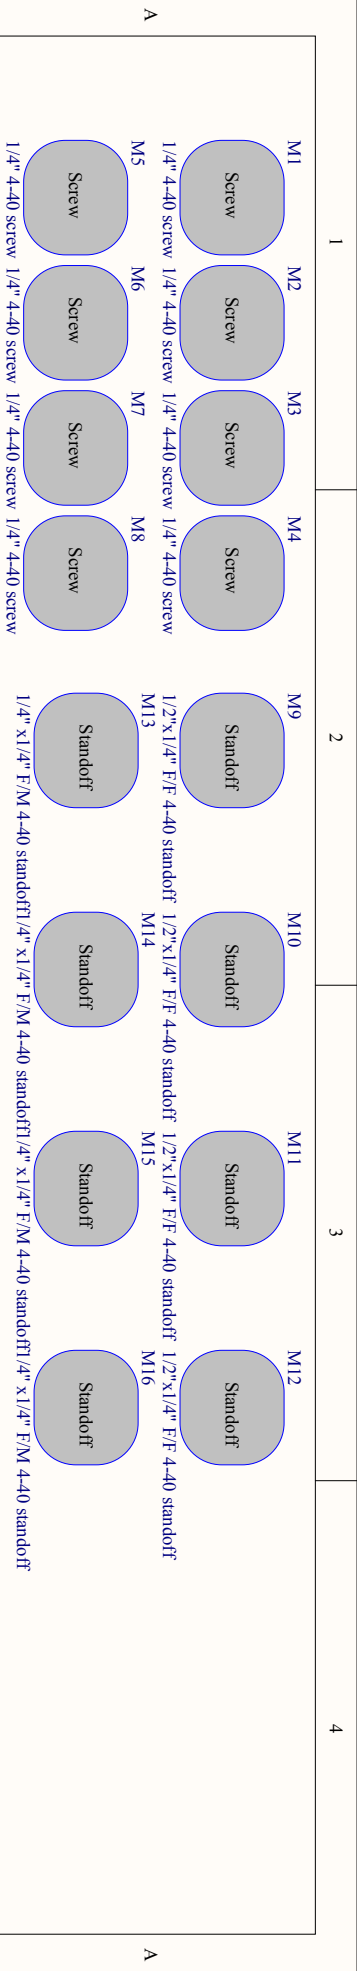 1
2
3
4
A
A
M1
M2
M3
M4
M9
M10
M11
M12
Screw
Screw
Screw
Screw
Standoff
Standoff
Standoff
Standoff
1/4" 4-40 screw
1/4" 4-40 screw
1/4" 4-40 screw
1/4" 4-40 screw
1/2"x1/4" F/F 4-40 standoff
1/2"x1/4" F/F 4-40 standoff
1/2"x1/4" F/F 4-40 standoff
1/2"x1/4" F/F 4-40 standoff
M5
M6
M7
M8
M13
M14
M15
M16
Screw
Screw
Screw
Screw
Standoff
Standoff
Standoff
Standoff
1/4" 4-40 screw
1/4" 4-40 screw
1/4" 4-40 screw
1/4" 4-40 screw
1/4" x1/4" F/M 4-40 standoff
1/4" x1/4" F/M 4-40 standoff
1/4" x1/4" F/M 4-40 standoff
1/4" x1/4" F/M 4-40 standoff